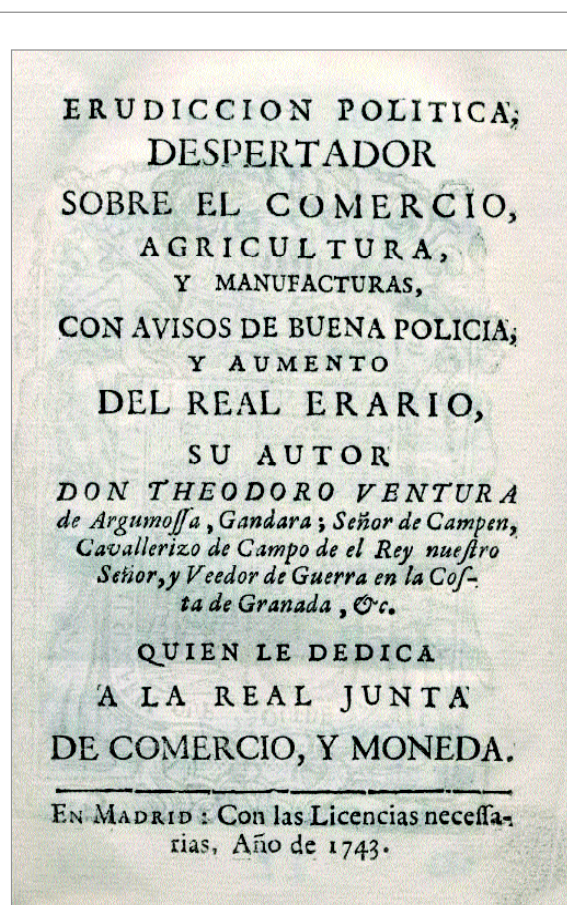 ERUDICCION POLITICA;
DESPERTADOR
SOBRE EL COMERCIO,
AGRICULTURA,
Y MANUFACTURAS,
CON AVISOS DE BUENA POLICIA;
Y AUMENTO
DEL REAL ERARIO,
SU AUTOR
DON THEODORO VENTURA
de Argumoſſa, Gandara; Señor de Campen,
Cavallerizo de Campo de el Rey nueſtro
Señor, y Veedor de Guerra en la Coſ-
ta de Granada, &c.
QUIEN LE DEDICA
A LA REAL JUNTA
DE COMERCIO, Y MONEDA.
EN MADRID: Con las Licencias neceſſa-
rias, Año de 1743.